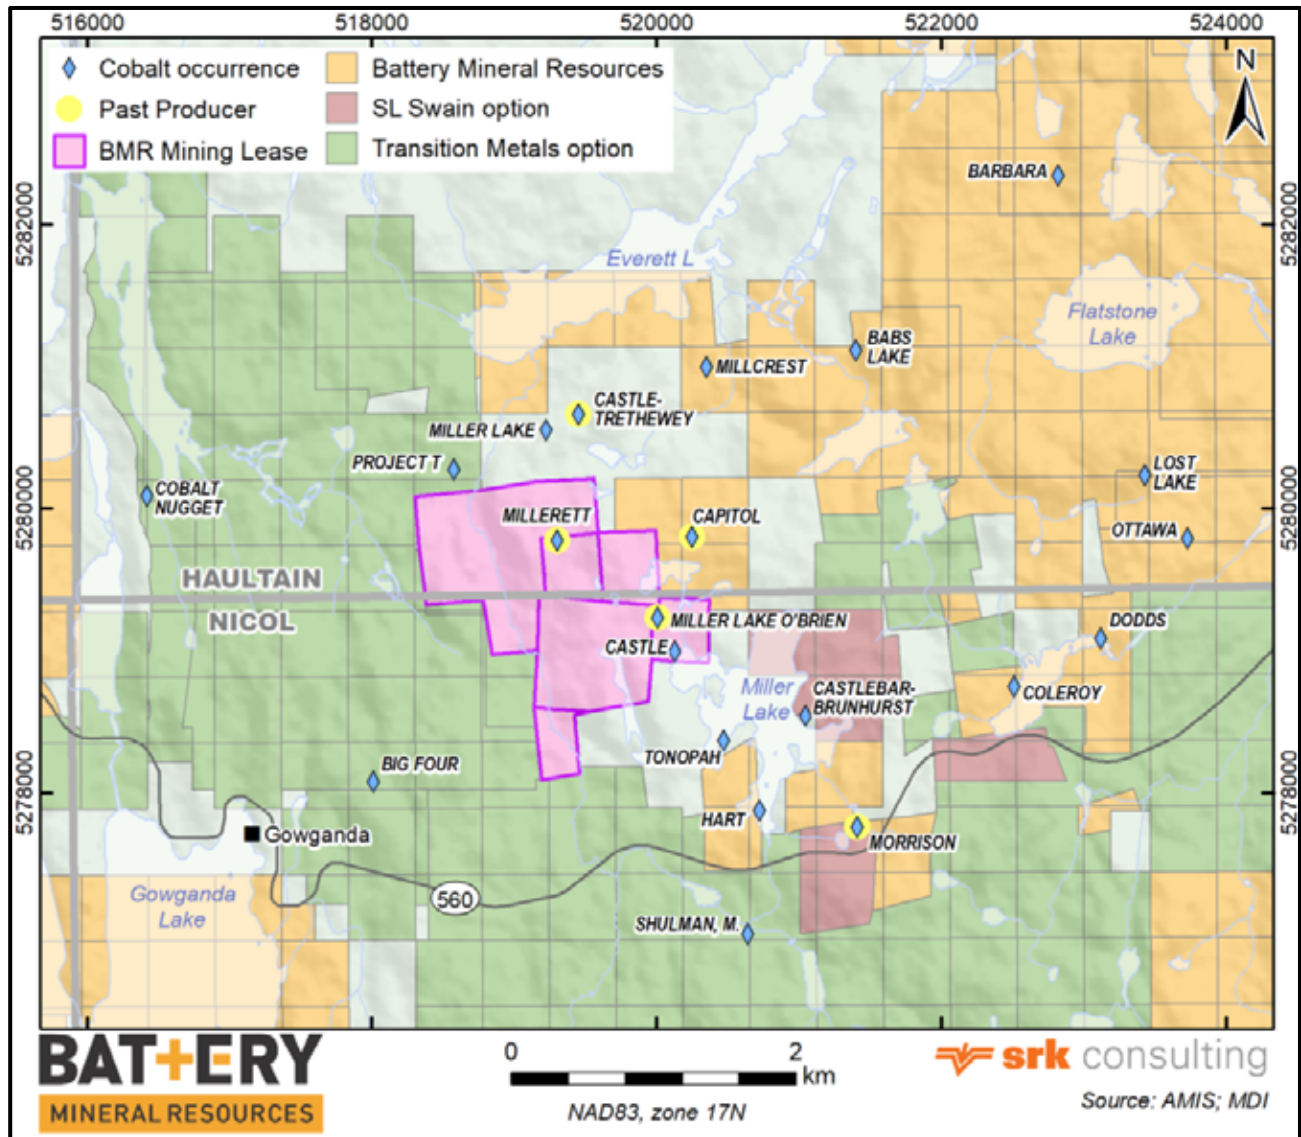 516000
518000
520000
522000
524000
Cobalt occurrence
Past Producer
BMR Mining Lease
Battery Mineral Resources
SL Swain option
Transition Metals option
N
BARBARA
5282000
5282000
Everett L
Flatstone
Lake
BABS
LAKE
MILLCREST
CASTLE-
TRETHEWEY
MILLER LAKE
PROJECT T
LOST
LAKE
COBALT
NUGGET
5280000
5280000
MILLERETT
CAPITOL
OTTAWA
HAULTAIN
NICOL
MILLER LAKE O'BRIEN
DODDS
CASTLE
Miller
Lake
CASTLEBAR-
BRUNHURST
COLEROY
TONOPAH
BIG FOUR
5278000
5278000
HART
Gowganda
MORRISON
Gowganda
Lake
560
SHULMAN, M.
BATTERY
MINERAL RESOURCES
0
2
km
NAD83, zone 17N
srk consulting
Source: AMIS; MDI